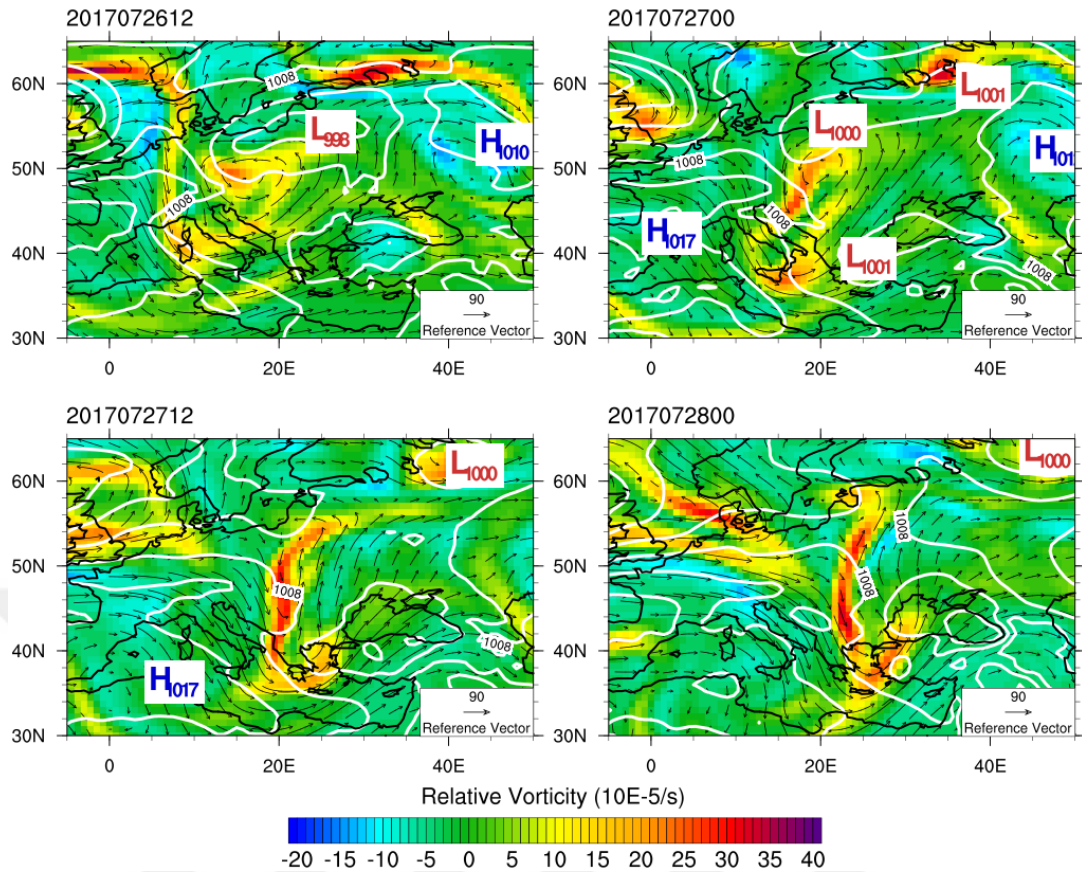 2017072612
2017072700
60N
50N
40N
30N
0
20E
40E
1008
1008
L998
H1010
90
Reference Vector
60N
50N
40N
30N
0
20E
40E
L1001
L1000
1008
H101
1008
H1017
L1001
1008
90
Reference Vector
2017072712
2017072800
60N
50N
40N
30N
0
20E
40E
L1000
1008
1008
H1017
90
Reference Vector
60N
50N
40N
30N
0
20E
40E
L1000
1008
1008
90
Reference Vector
Relative Vorticity (10E-5/s)
-20 -15 -10 -5 0 5 10 15 20 25 30 35 40